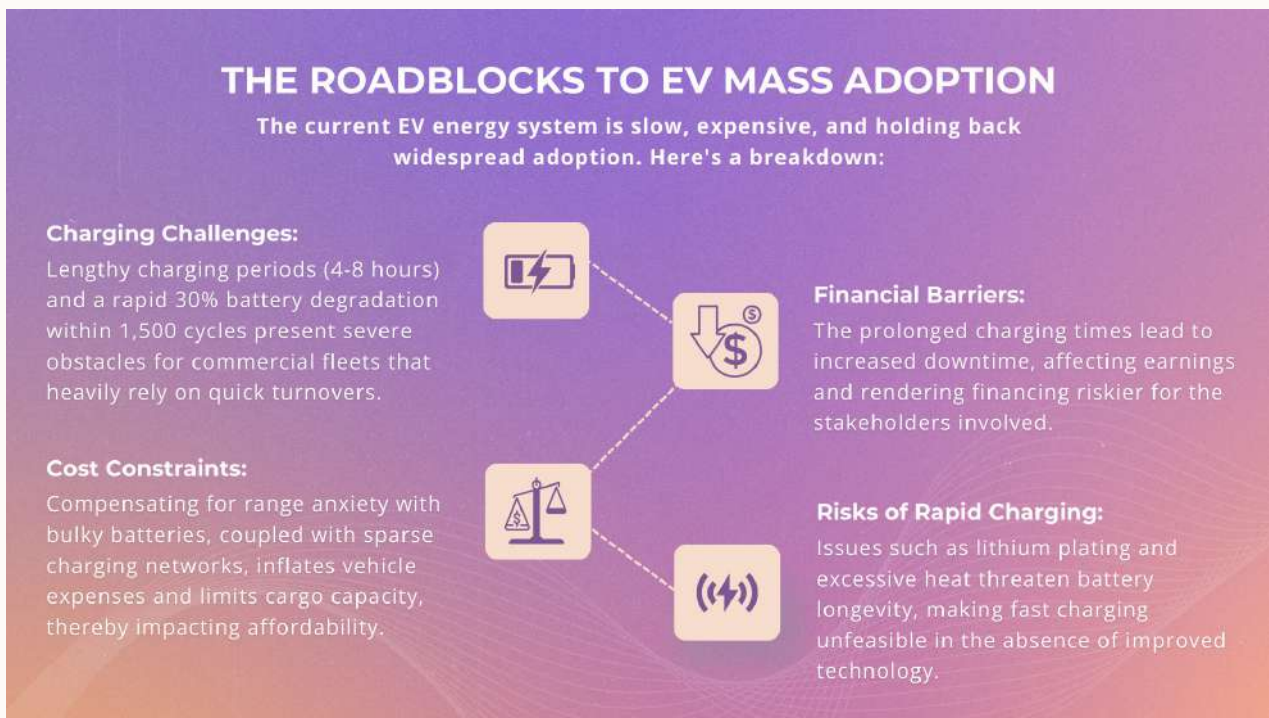 THE ROADBLOCKS TO EV MASS ADOPTION
The current EV energy system is slow, expensive, and holding back
widespread adoption. Here's a breakdown:
Charging Challenges:
Lengthy charging periods (4-8 hours)
and a rapid 30% battery degradation
within 1,500 cycles present severe
obstacles for commercial fleets that
heavily rely on quick turnovers.
Financial Barriers:
The prolonged charging times lead to
increased downtime, affecting earnings
and rendering financing riskier for the
stakeholders involved.
Cost Constraints:
Compensating for range anxiety with
bulky batteries, coupled with sparse
charging networks, inflates vehicle
expenses and limits cargo capacity,
thereby impacting affordability.
Risks of Rapid Charging:
Issues such as lithium plating and
excessive heat threaten battery
longevity, making fast charging
unfeasible in the absence of improved
technology.